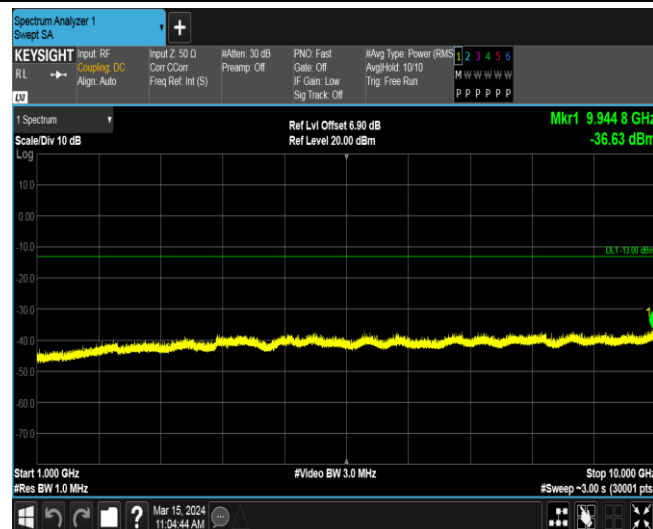 Spectrum Analyzer 1
Swept SA
+
KEYSIGHT
RL
LXI
Input: RF
Coupling: DC
Align: Auto
Input Z: 50 Ω
Corr CCorr
Freq Ref: Int (S)
#Atten: 30 dB
Preamp: Off
PNO: Fast
Gate: Off
IF Gain: Low
Sig Track: Off
#Avg Type: Power (RMS
Avg|Hold: 10/10
Trig: Free Run
1 2 3 4 5 6
M W W W W W
P P P P P P
1 Spectrum
Scale/Div 10 dB
Ref Lvl Offset 6.90 dB
Ref Level 20.00 dBm
Mkr1 9.944 8 GHz
-36.63 dBm
Log
10.0
0.00
-10.0
DL1 -13.00 dBm
-20.0
-30.0
1
-40.0
-50.0
-60.0
-70.0
Start 1.000 GHz
#Video BW 3.0 MHz
Stop 10.000 GHz
#Res BW 1.0 MHz
#Sweep ~3.00 s (30001 pts
?
Mar 15, 2024
11:04:44 AM